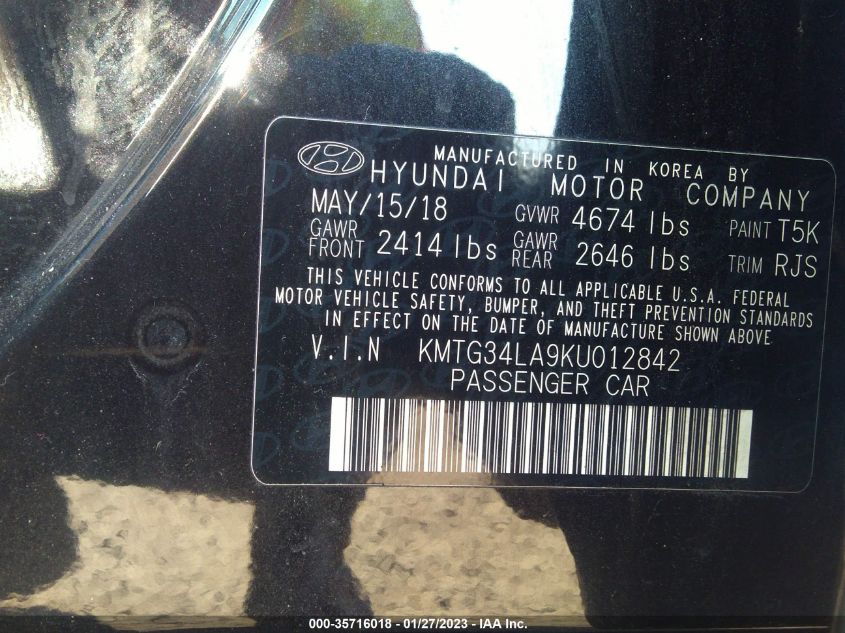 MANUFACTURED IN KOREA BY
HYUNDAI MOTOR COMPANY
MAY/15/18 GVWR 4674 lbs PAINT T5K
GAWR FRONT 2414 lbs GAWR REAR 2646 lbs TRIM RJS
THIS VEHICLE CONFORMS TO ALL APPLICABLE U.S.A. FEDERAL
MOTOR VEHICLE SAFETY, BUMPER, AND THEFT PREVENTION STANDARDS
IN EFFECT ON THE DATE OF MANUFACTURE SHOWN ABOVE
V.I.N KMTG34LA9KU012842
PASSENGER CAR
000-35716018 - 01/27/2023 - IAA Inc.